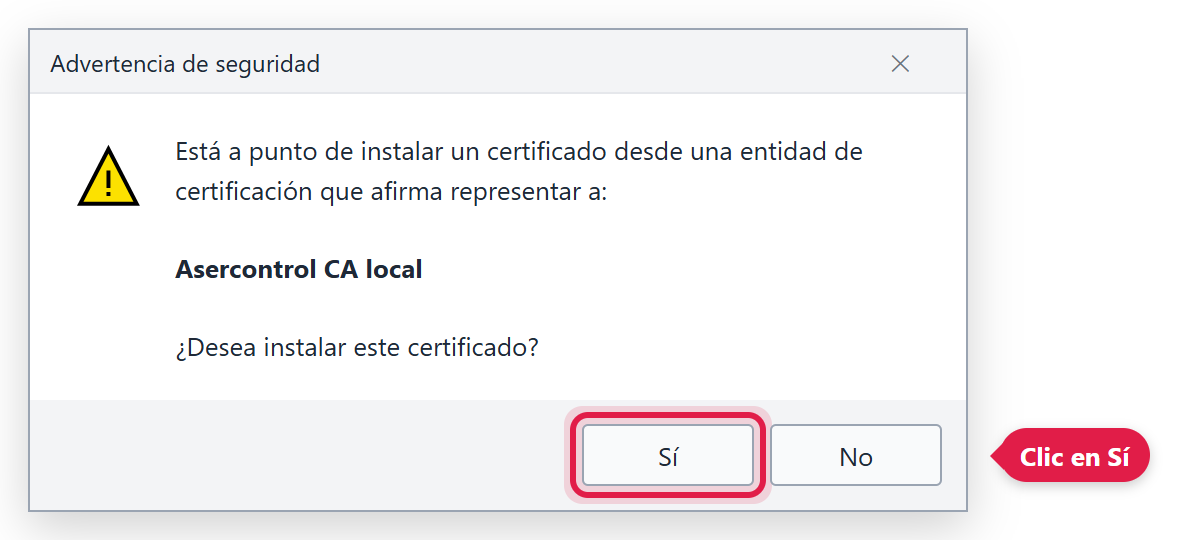 Advertencia de seguridad
Está a punto de instalar un certificado desde una entidad de
certificación que afirma representar a:
Asercontrol CA local
¿Desea instalar este certificado?
Sí
No
Clic en Sí